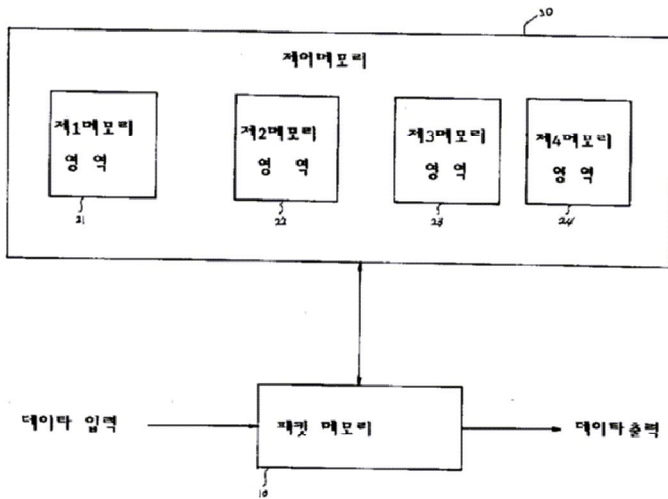 20
제어메모리
제1메모리
영 역
제2메모리
영 역
제3메모리
영 역
제4메모리
영 역
21
22
23
24
데이타 입력
패킷 메모리
데이타출력
10